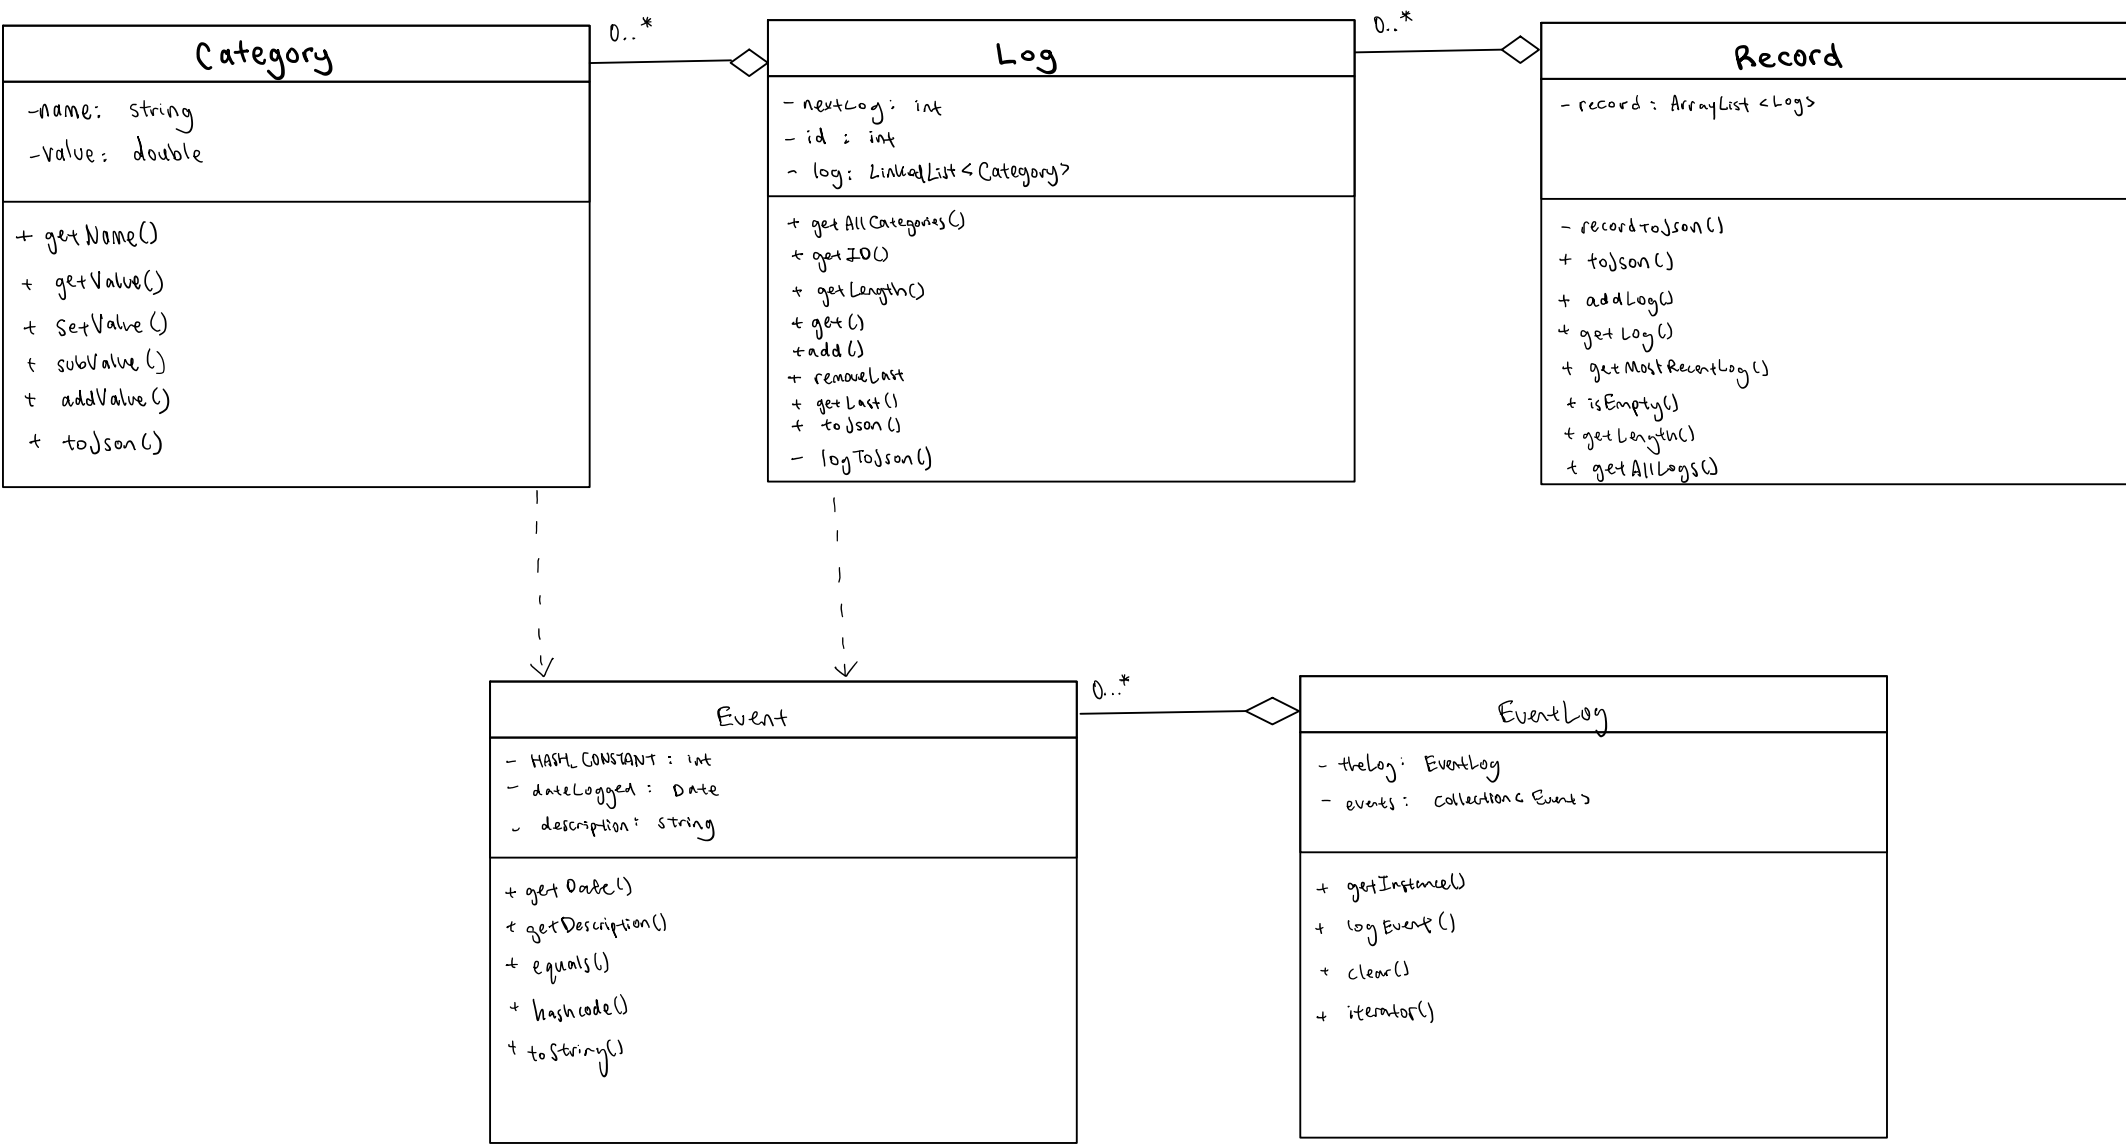 Category
-name: string
-value: double
+ getName()
+ getValue()
+ setValue()
+ subValue()
+ addValue()
+ toJson()
0..*
Log
- nextLog: int
- id : int
- log: LinkedList<Category>
+ getAllCategories()
+ getID()
+ getLength()
+ get()
+ add()
+ removeLast
+ getLast()
+ toJson()
- logToJson()
0..*
Record
- record : ArrayList <Log>
- recordToJson()
+ toJson()
+ addLog()
+ getLog()
+ getMostRecentLog()
+ isEmpty()
+ getLength()
+ getAllLogs()
Event
- HASH_CONSTANT : int
- dateLogged : Date
- description: string
+ getDate()
+ getDescription()
+ equals()
+ hashcode()
+ toString()
0...*
EventLog
- theLog: EventLog
- events: Collection<Event>
+ getInstance()
+ logEvent()
+ clear()
+ iterator()